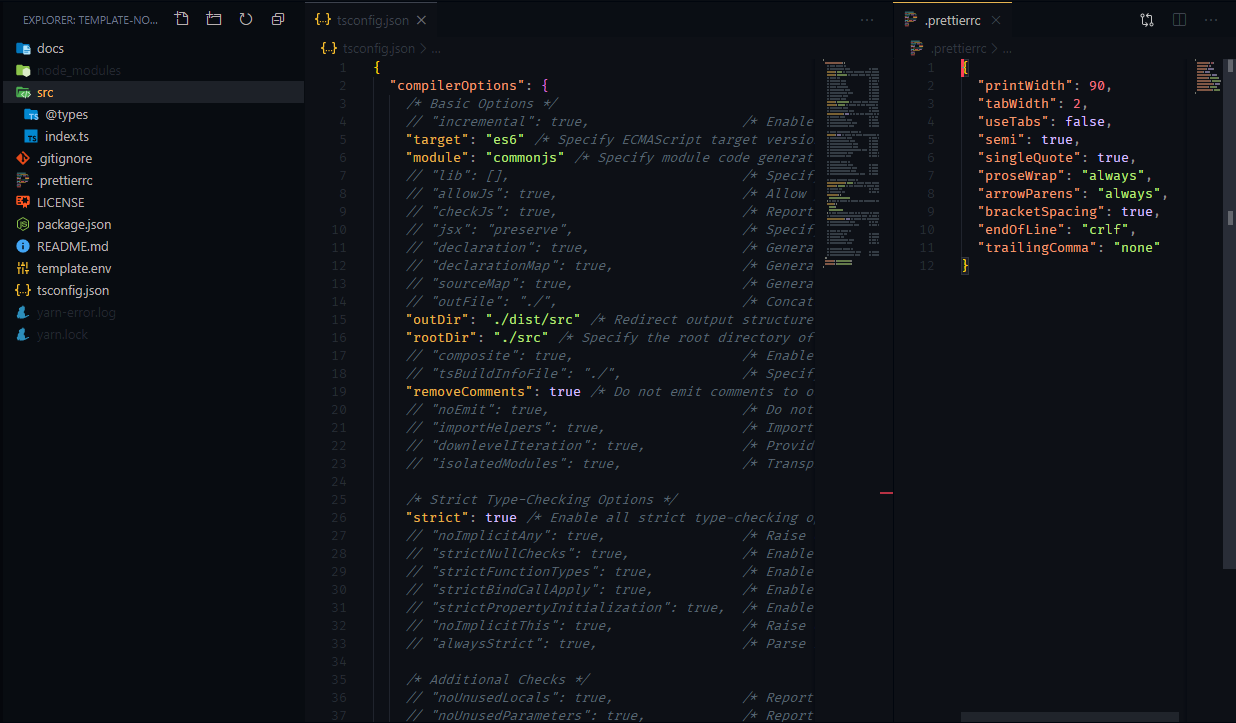 EXPLORER: TEMPLATE-NO...
docs
node_modules
src
@types
index.ts
.gitignore
.prettierrc
LICENSE
package.json
README.md
template.env
tsconfig.json
yarn-error.log
yarn.lock
tsconfig.json
tsconfig.json > ...
1 {
2 "compilerOptions": {
3 /* Basic Options */
4 // "incremental": true, /* Enable
5 "target": "es6" /* Specify ECMAScript target versio
6 "module": "commonjs" /* Specify module code generat
7 // "lib": [], /* Specif
8 // "allowJs": true, /* Allow
9 // "checkJs": true, /* Report
10 // "jsx": "preserve", /* Specif
11 // "declaration": true, /* Genera
12 // "declarationMap": true, /* Genera
13 // "sourceMap": true, /* Genera
14 // "outFile": "./", /* Concat
15 "outDir": "./dist/src" /* Redirect output structure
16 "rootDir": "./src" /* Specify the root directory of
17 // "composite": true, /* Enable
18 // "tsBuildInfoFile": "./", /* Specif
19 "removeComments": true /* Do not emit comments to o
20 // "noEmit": true, /* Do not
21 // "importHelpers": true, /* Import
22 // "downlevelIteration": true, /* Provid
23 // "isolatedModules": true, /* Transp
24
25 /* Strict Type-Checking Options */
26 "strict": true /* Enable all strict type-checking o
27 // "noImplicitAny": true, /* Raise
28 // "strictNullChecks": true, /* Enable
29 // "strictFunctionTypes": true, /* Enable
30 // "strictBindCallApply": true, /* Enable
31 // "strictPropertyInitialization": true, /* Enable
32 // "noImplicitThis": true, /* Raise
33 // "alwaysStrict": true, /* Parse
34
35 /* Additional Checks */
36 // "noUnusedLocals": true, /* Report
37 // "noUnusedParameters": true, /* Report
.prettierrc
.prettierrc > ...
1 {
2 "printWidth": 90,
3 "tabWidth": 2,
4 "useTabs": false,
5 "semi": true,
6 "singleQuote": true,
7 "proseWrap": "always",
8 "arrowParens": "always",
9 "bracketSpacing": true,
10 "endOfLine": "crlf",
11 "trailingComma": "none"
12 }